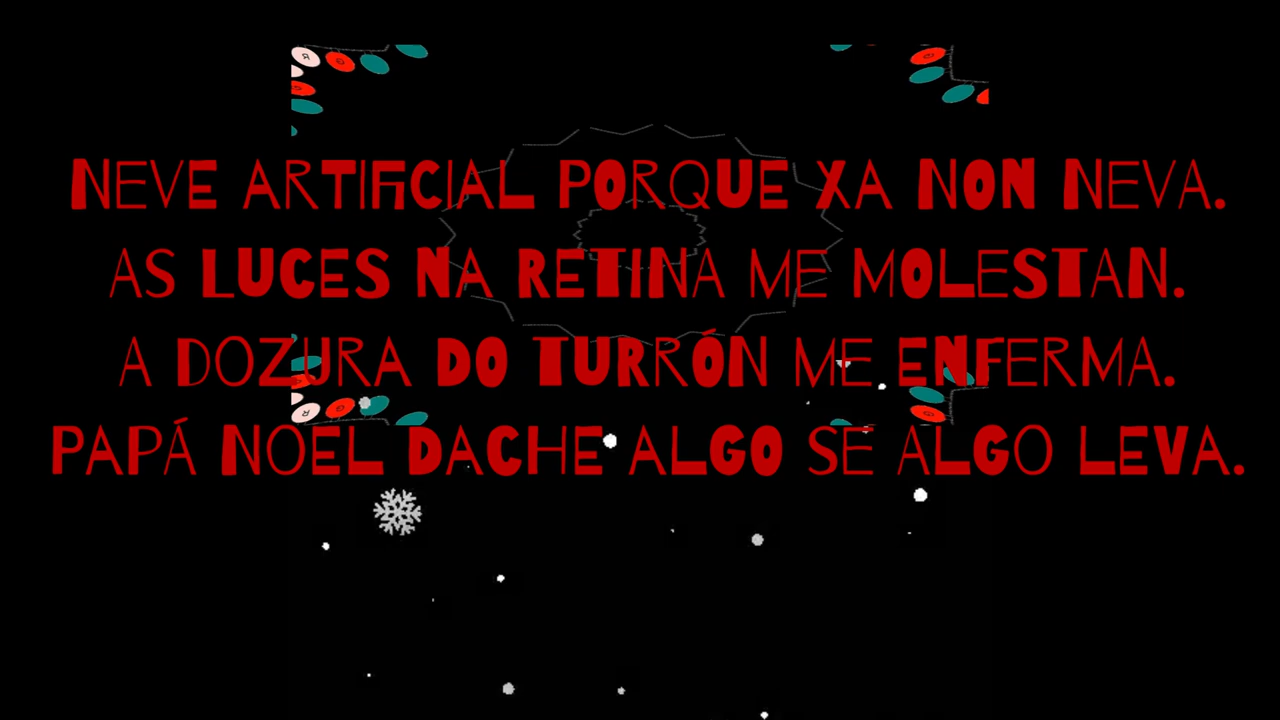 NEVE ARTIFICIAL PORQUE XA NON NEVA.
AS LUCES NA RETINA ME MOLESTAN.
A DOZURA DO TURRÓN ME ENFERMA.
PAPÁ NOEL DACHE ALGO SE ALGO LEVA.